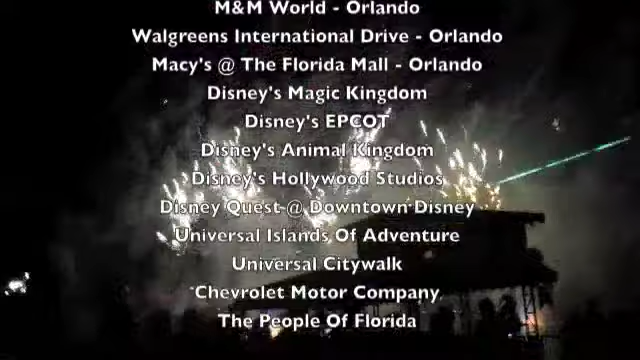 M&M World - Orlando
Walgreens International Drive - Orlando
Macy's @ The Florida Mall - Orlando
Disney's Magic Kingdom
Disney's EPCOT
Disney's Animal Kingdom
Disney's Hollywood Studios
Disney Quest @ Downtown Disney
Universal Islands Of Adventure
Universal Citywalk
Chevrolet Motor Company
The People Of Florida